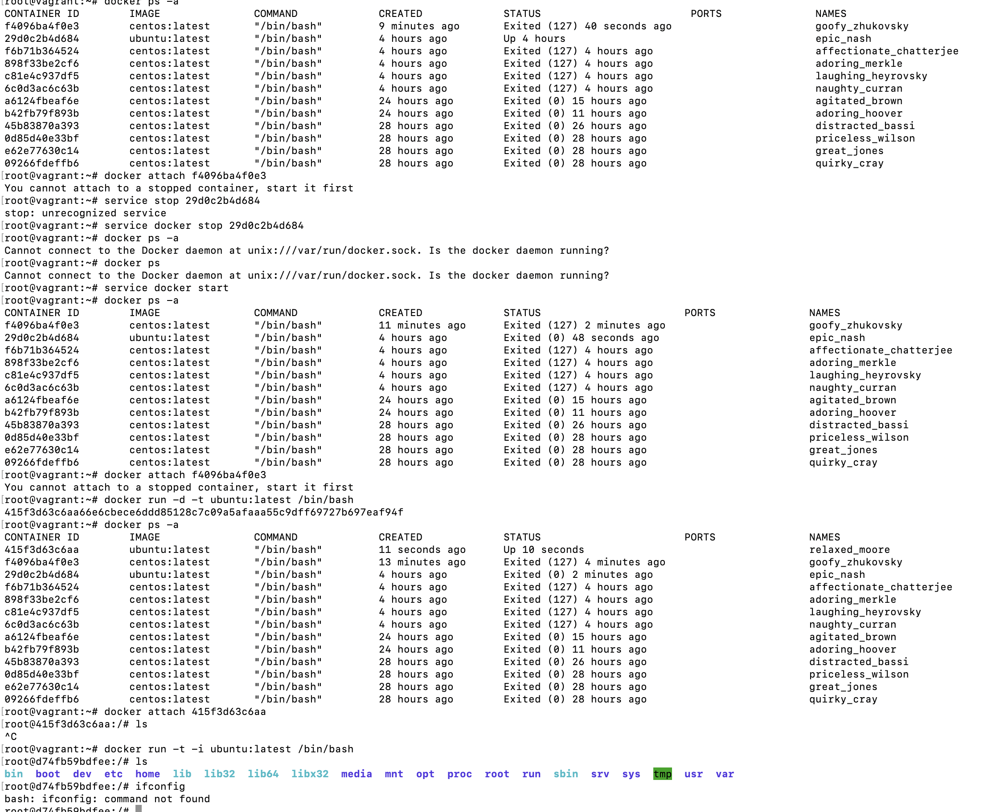 [root@vagrant:~# docker ps -a
CONTAINER ID        IMAGE               COMMAND             CREATED             STATUS                        PORTS               NAMES
f4096ba4f0e3        centos:latest       "/bin/bash"         9 minutes ago       Exited (127) 40 seconds ago                       goofy_zhukovsky
29d0c2b4d684        ubuntu:latest       "/bin/bash"         4 hours ago         Up 4 hours                                        epic_nash
f6b71b364524        centos:latest       "/bin/bash"         4 hours ago         Exited (127) 4 hours ago                          affectionate_chatterjee
898f33be2cf6        centos:latest       "/bin/bash"         4 hours ago         Exited (127) 4 hours ago                          adoring_merkle
c81e4c937df5        centos:latest       "/bin/bash"         4 hours ago         Exited (127) 4 hours ago                          laughing_heyrovsky
6c0d3ac6c63b        centos:latest       "/bin/bash"         4 hours ago         Exited (127) 4 hours ago                          naughty_curran
a6124fbeaf6e        centos:latest       "/bin/bash"         24 hours ago        Exited (0) 15 hours ago                           agitated_brown
b42fb79f893b        centos:latest       "/bin/bash"         24 hours ago        Exited (0) 11 hours ago                           adoring_hoover
45b83870a393        centos:latest       "/bin/bash"         28 hours ago        Exited (0) 26 hours ago                           distracted_bassi
0d85d40e33bf        centos:latest       "/bin/bash"         28 hours ago        Exited (0) 28 hours ago                           priceless_wilson
e62e77630c14        centos:latest       "/bin/bash"         28 hours ago        Exited (0) 28 hours ago                           great_jones
09266fdeffb6        centos:latest       "/bin/bash"         28 hours ago        Exited (0) 28 hours ago                           quirky_cray
[root@vagrant:~# docker attach f4096ba4f0e3
You cannot attach to a stopped container, start it first
[root@vagrant:~# service stop 29d0c2b4d684
stop: unrecognized service
[root@vagrant:~# service docker stop 29d0c2b4d684
[root@vagrant:~# docker ps -a
Cannot connect to the Docker daemon at unix:///var/run/docker.sock. Is the docker daemon running?
[root@vagrant:~# docker ps
Cannot connect to the Docker daemon at unix:///var/run/docker.sock. Is the docker daemon running?
[root@vagrant:~# service docker start
[root@vagrant:~# docker ps -a
CONTAINER ID        IMAGE               COMMAND             CREATED             STATUS                       PORTS               NAMES
f4096ba4f0e3        centos:latest       "/bin/bash"         11 minutes ago      Exited (127) 2 minutes ago                       goofy_zhukovsky
29d0c2b4d684        ubuntu:latest       "/bin/bash"         4 hours ago         Exited (0) 48 seconds ago                        epic_nash
f6b71b364524        centos:latest       "/bin/bash"         4 hours ago         Exited (127) 4 hours ago                         affectionate_chatterjee
898f33be2cf6        centos:latest       "/bin/bash"         4 hours ago         Exited (127) 4 hours ago                         adoring_merkle
c81e4c937df5        centos:latest       "/bin/bash"         4 hours ago         Exited (127) 4 hours ago                         laughing_heyrovsky
6c0d3ac6c63b        centos:latest       "/bin/bash"         4 hours ago         Exited (127) 4 hours ago                         naughty_curran
a6124fbeaf6e        centos:latest       "/bin/bash"         24 hours ago        Exited (0) 15 hours ago                          agitated_brown
b42fb79f893b        centos:latest       "/bin/bash"         24 hours ago        Exited (0) 11 hours ago                          adoring_hoover
45b83870a393        centos:latest       "/bin/bash"         28 hours ago        Exited (0) 26 hours ago                          distracted_bassi
0d85d40e33bf        centos:latest       "/bin/bash"         28 hours ago        Exited (0) 28 hours ago                          priceless_wilson
e62e77630c14        centos:latest       "/bin/bash"         28 hours ago        Exited (0) 28 hours ago                          great_jones
09266fdeffb6        centos:latest       "/bin/bash"         28 hours ago        Exited (0) 28 hours ago                          quirky_cray
[root@vagrant:~# docker attach f4096ba4f0e3
You cannot attach to a stopped container, start it first
[root@vagrant:~# docker run -d -t ubuntu:latest /bin/bash
415f3d63c6aa66e6cbece6ddd85128c7c09a5afaaa55c9dff69727b697eaf94f
[root@vagrant:~# docker ps -a
CONTAINER ID        IMAGE               COMMAND             CREATED             STATUS                       PORTS               NAMES
415f3d63c6aa        ubuntu:latest       "/bin/bash"         11 seconds ago      Up 10 seconds                                    relaxed_moore
f4096ba4f0e3        centos:latest       "/bin/bash"         13 minutes ago      Exited (127) 4 minutes ago                       goofy_zhukovsky
29d0c2b4d684        ubuntu:latest       "/bin/bash"         4 hours ago         Exited (0) 2 minutes ago                         epic_nash
f6b71b364524        centos:latest       "/bin/bash"         4 hours ago         Exited (127) 4 hours ago                         affectionate_chatterjee
898f33be2cf6        centos:latest       "/bin/bash"         4 hours ago         Exited (127) 4 hours ago                         adoring_merkle
c81e4c937df5        centos:latest       "/bin/bash"         4 hours ago         Exited (127) 4 hours ago                         laughing_heyrovsky
6c0d3ac6c63b        centos:latest       "/bin/bash"         4 hours ago         Exited (127) 4 hours ago                         naughty_curran
a6124fbeaf6e        centos:latest       "/bin/bash"         24 hours ago        Exited (0) 15 hours ago                          agitated_brown
b42fb79f893b        centos:latest       "/bin/bash"         24 hours ago        Exited (0) 11 hours ago                          adoring_hoover
45b83870a393        centos:latest       "/bin/bash"         28 hours ago        Exited (0) 26 hours ago                          distracted_bassi
0d85d40e33bf        centos:latest       "/bin/bash"         28 hours ago        Exited (0) 28 hours ago                          priceless_wilson
e62e77630c14        centos:latest       "/bin/bash"         28 hours ago        Exited (0) 28 hours ago                          great_jones
09266fdeffb6        centos:latest       "/bin/bash"         28 hours ago        Exited (0) 28 hours ago                          quirky_cray
[root@vagrant:~# docker attach 415f3d63c6aa
[root@415f3d63c6aa:/# ls
^C
[root@vagrant:~# docker run -t -i ubuntu:latest /bin/bash
[root@d74fb59bdfee:/# ls
bin  boot  dev  etc  home  lib  lib32  lib64  libx32  media  mnt  opt  proc  root  run  sbin  srv  sys  tmp  usr  var
[root@d74fb59bdfee:/# ifconfig
bash: ifconfig: command not found
root@d74fb59bdfee:/#